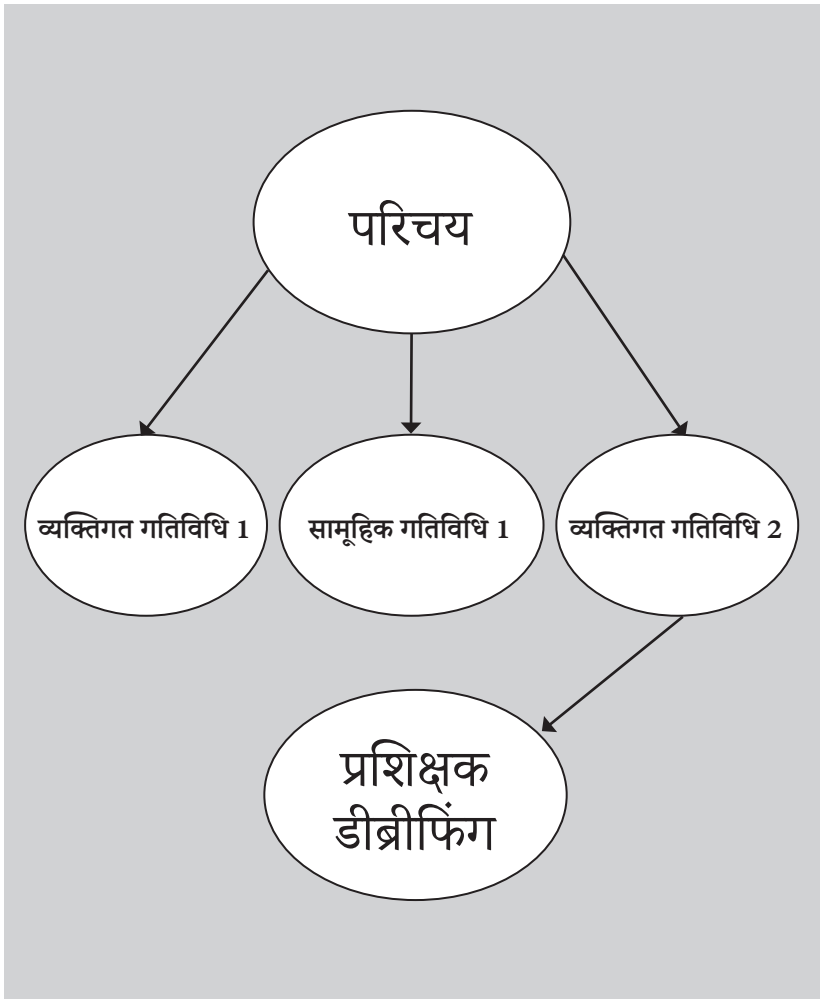 परिचय
व्यक्तिगत गतिविधि 1
सामूहिक गतिविधि 1
व्यक्तिगत गतिविधि 2
प्रशिक्षक
डीब्रीफिंग